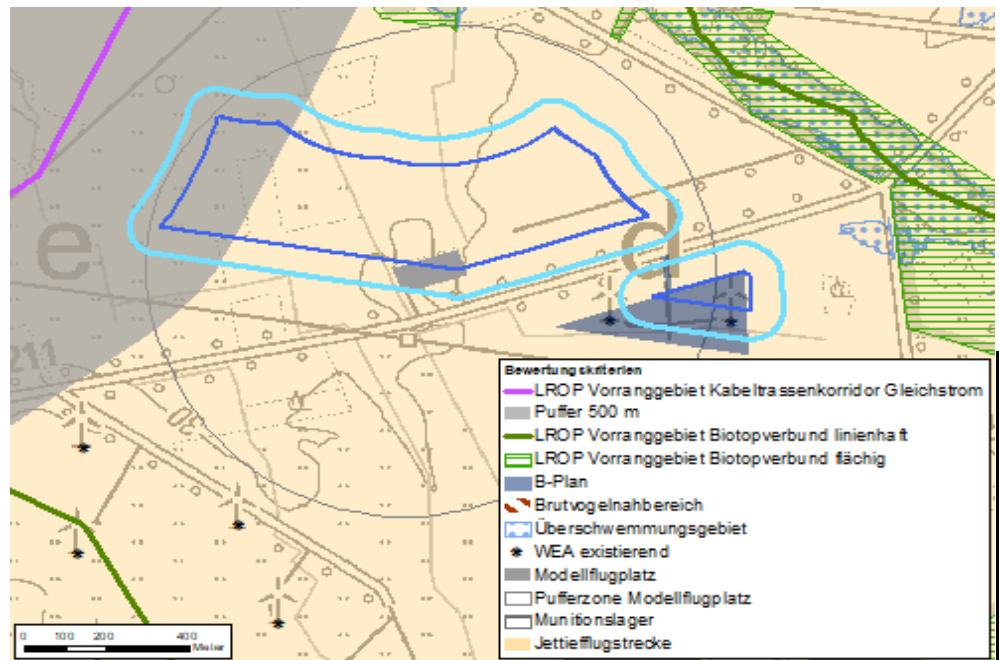 e
d
211
30
Bewertungskriterien
LROP Vorranggebiet Kabeltrassenkorridor Gleichstrom
Puffer 500 m
LROP Vorranggebiet Biotopverbund linienhaft
LROP Vorranggebiet Biotopverbund flächig
B-Plan
Brutvogelnahbereich
Überschwemmungsgebiet
WEA existierend
Modellflugplatz
Pufferzone Modellflugplatz
Munitionslager
Jettiefflugstrecke
0 100 200 400
Meter